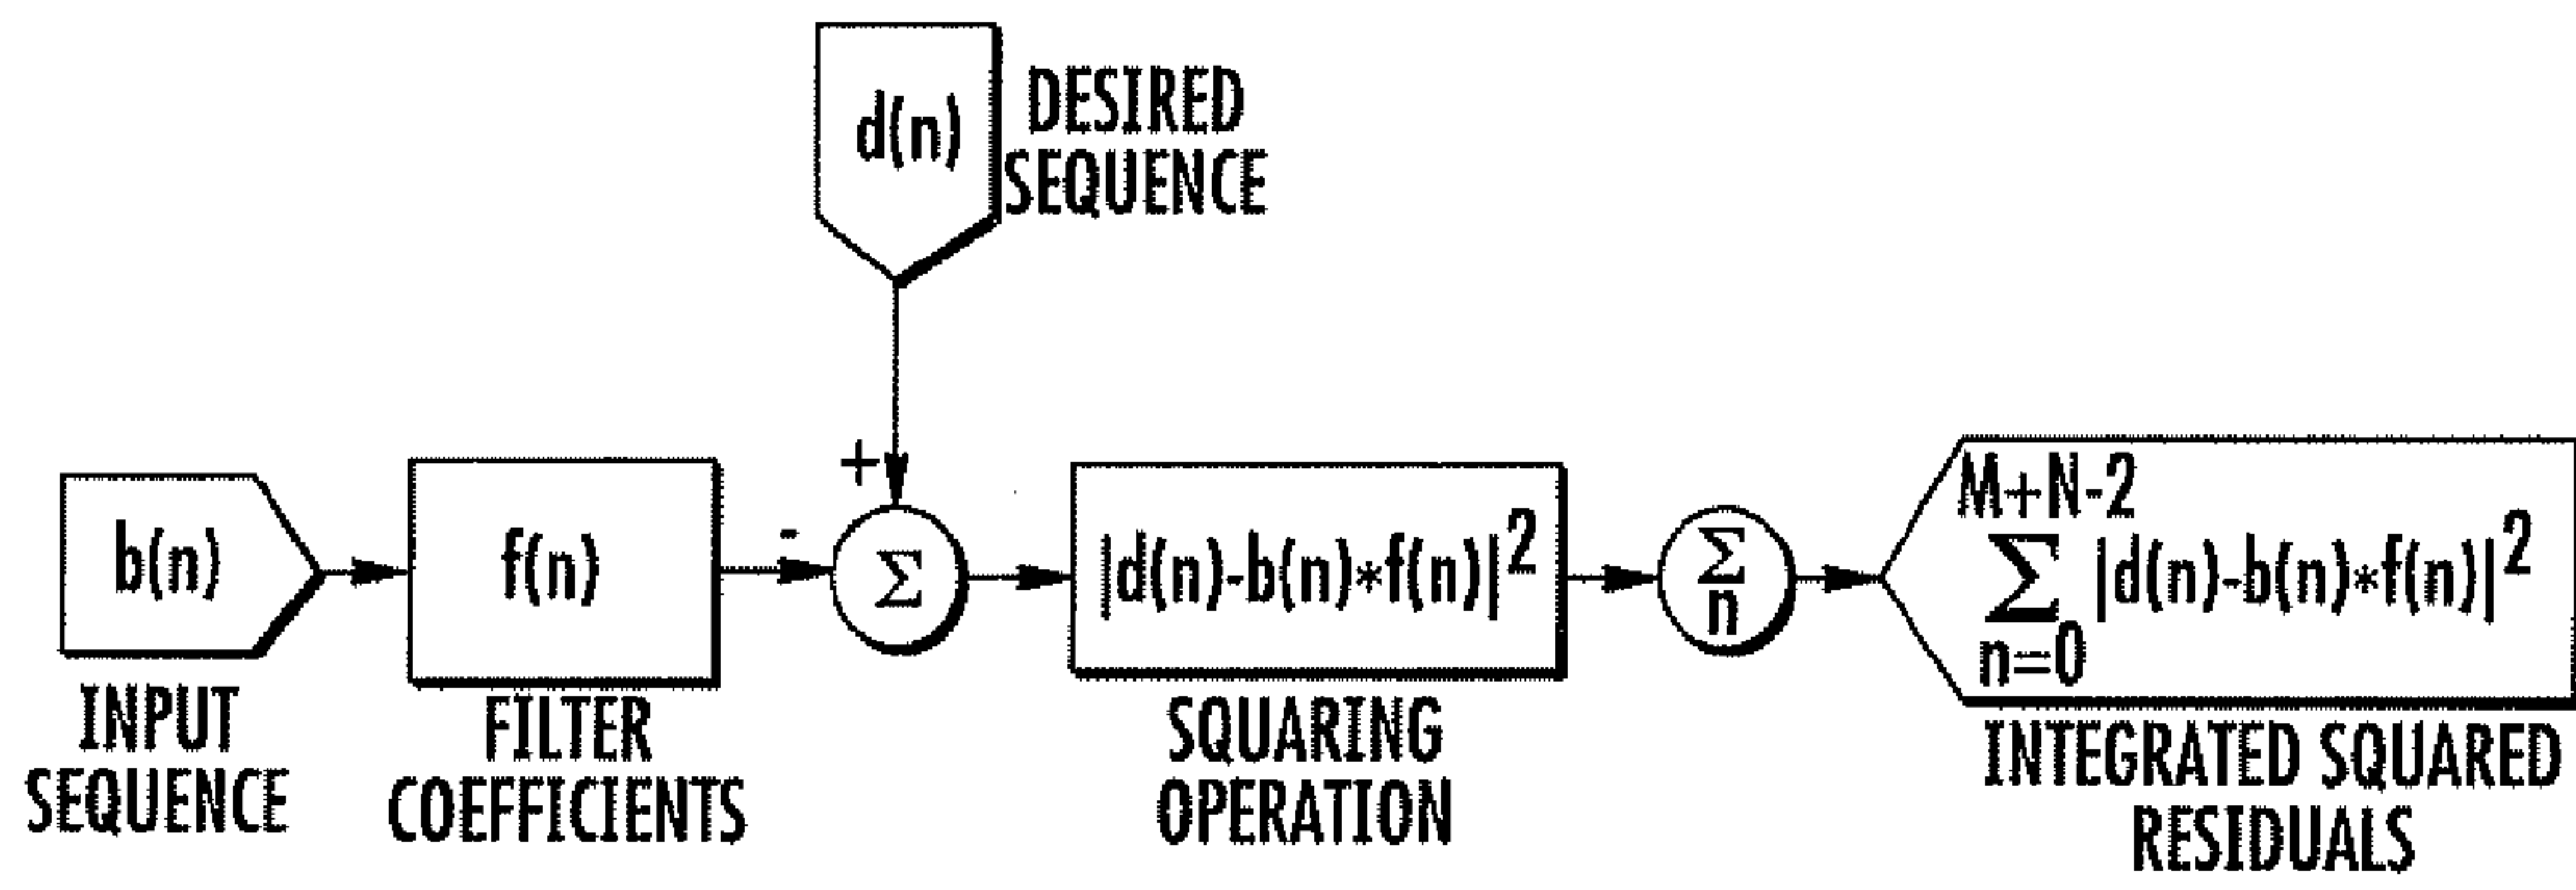 d(n)
DESIRED
SEQUENCE
+
-
b(n)
f(n)
Σ
|d(n)-b(n)*f(n)|²
Σ
n
M+N-2
Σ |d(n)-b(n)*f(n)|²
n=0
INPUT
SEQUENCE
FILTER
COEFFICIENTS
SQUARING
OPERATION
INTEGRATED SQUARED
RESIDUALS